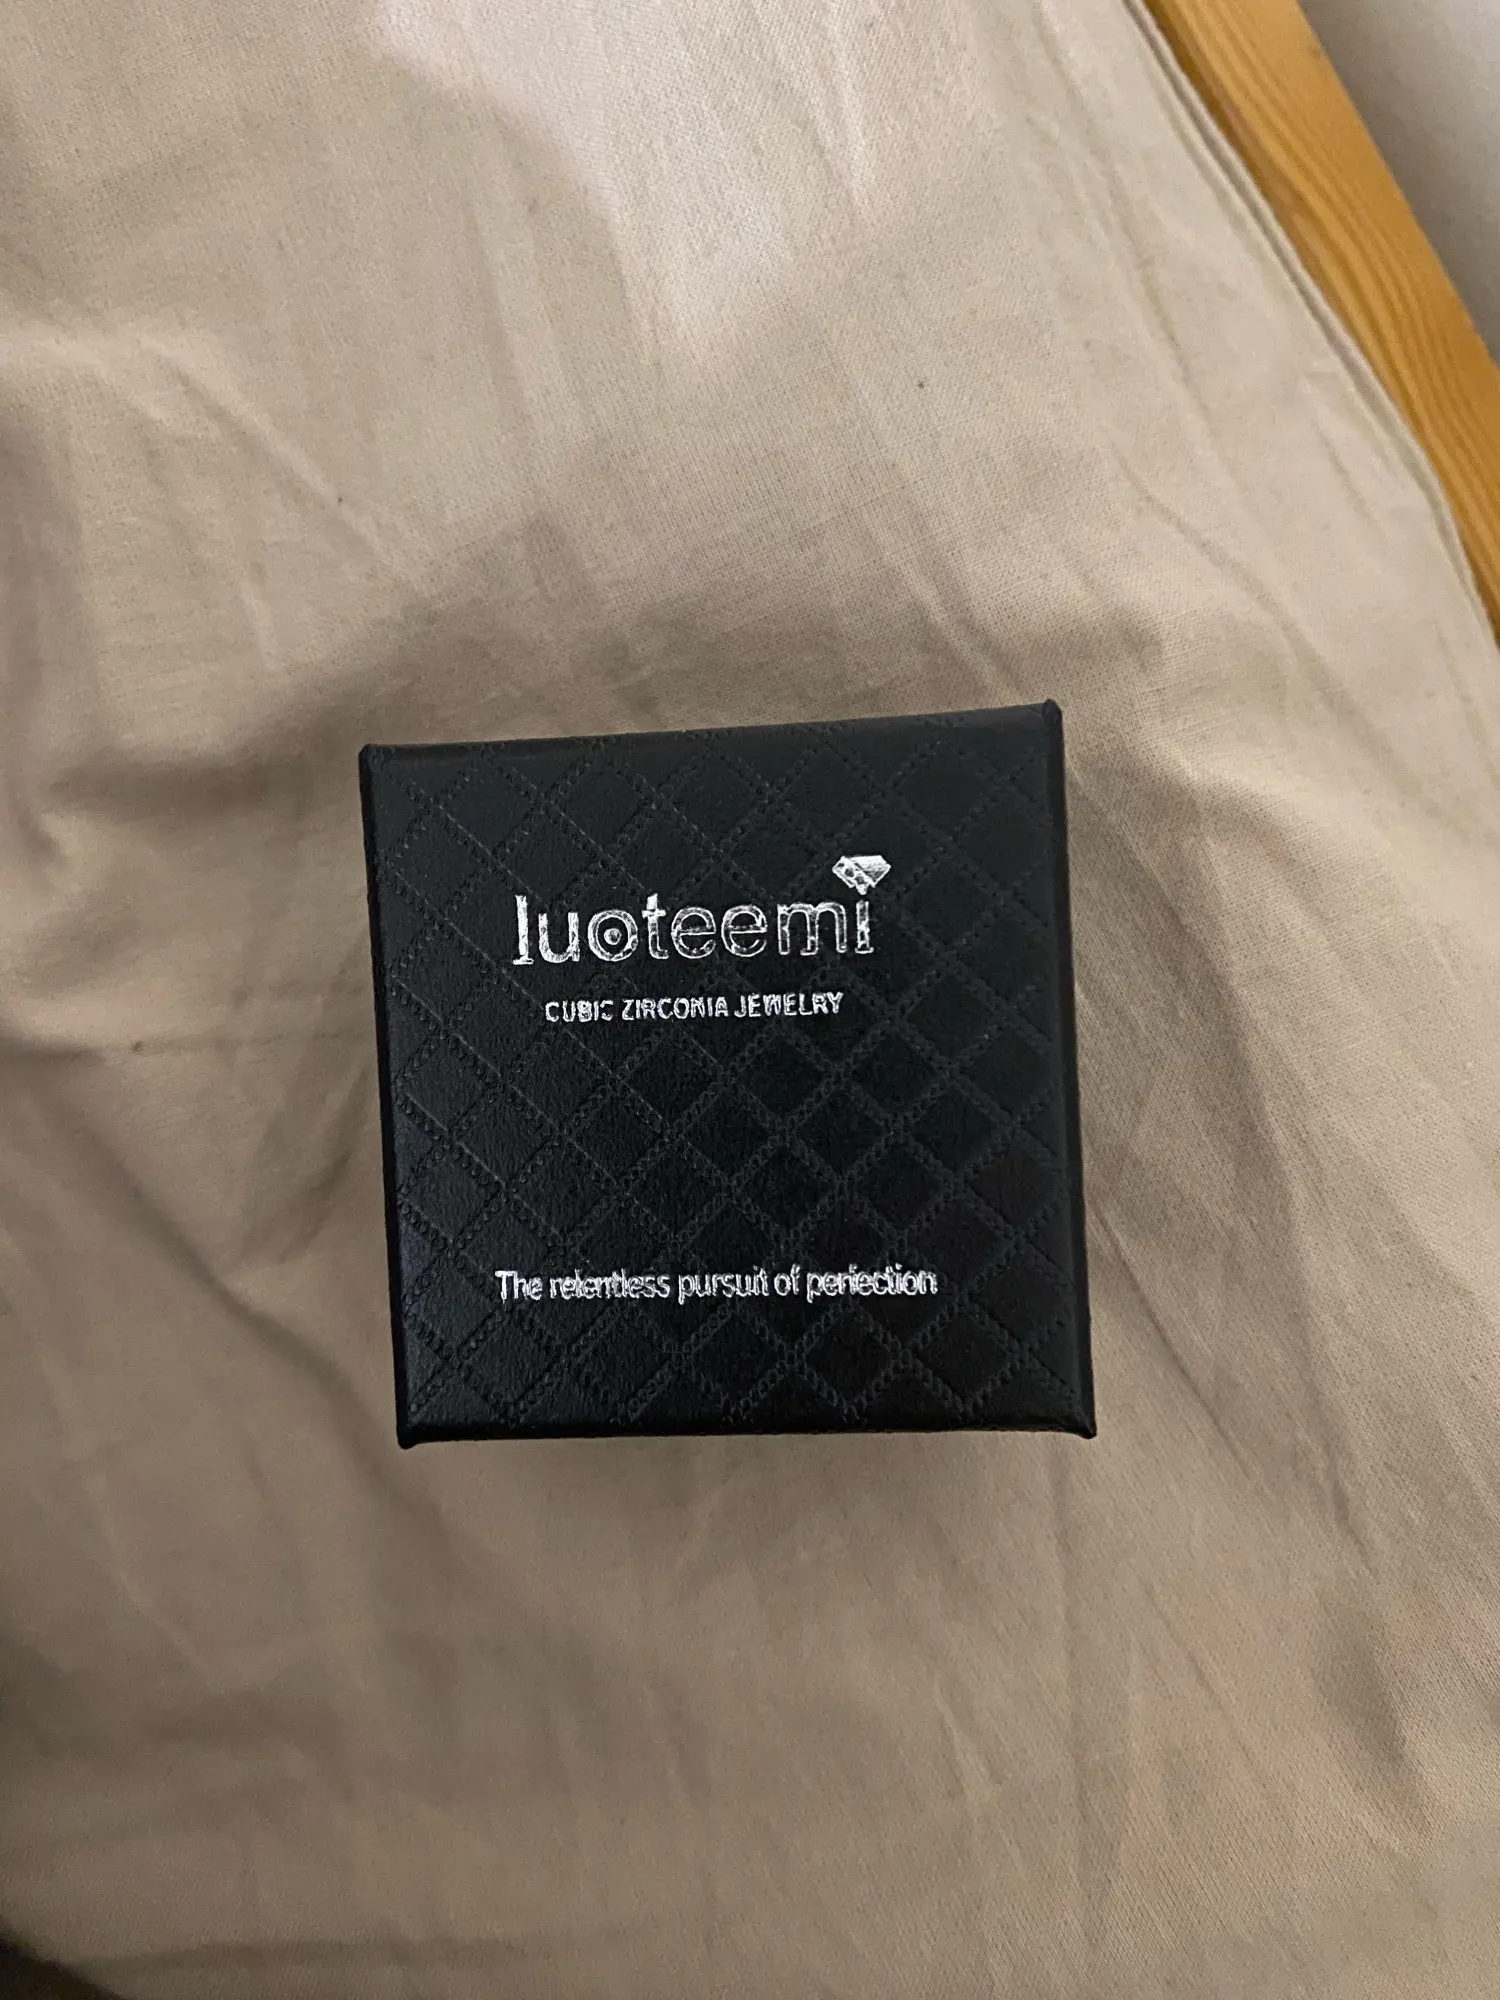 luoteemi
CUBIC ZIRCONIA JEWELRY
The relentless pursuit of perfection